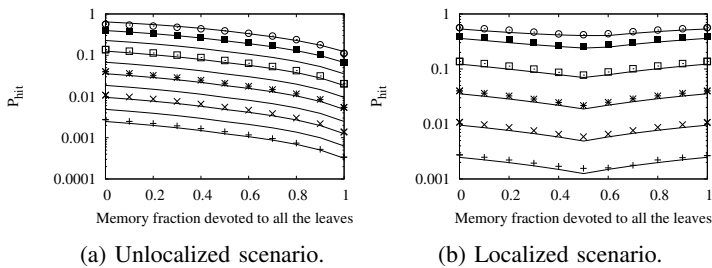 1
0.1
0.01
0.001
0.0001
P_hit
0 0.2 0.4 0.6 0.8 1
Memory fraction devoted to all the leaves
(a) Unlocalized scenario.
1
0.1
0.01
0.001
P_hit
0 0.2 0.4 0.6 0.8 1
Memory fraction devoted to all the leaves
(b) Localized scenario.